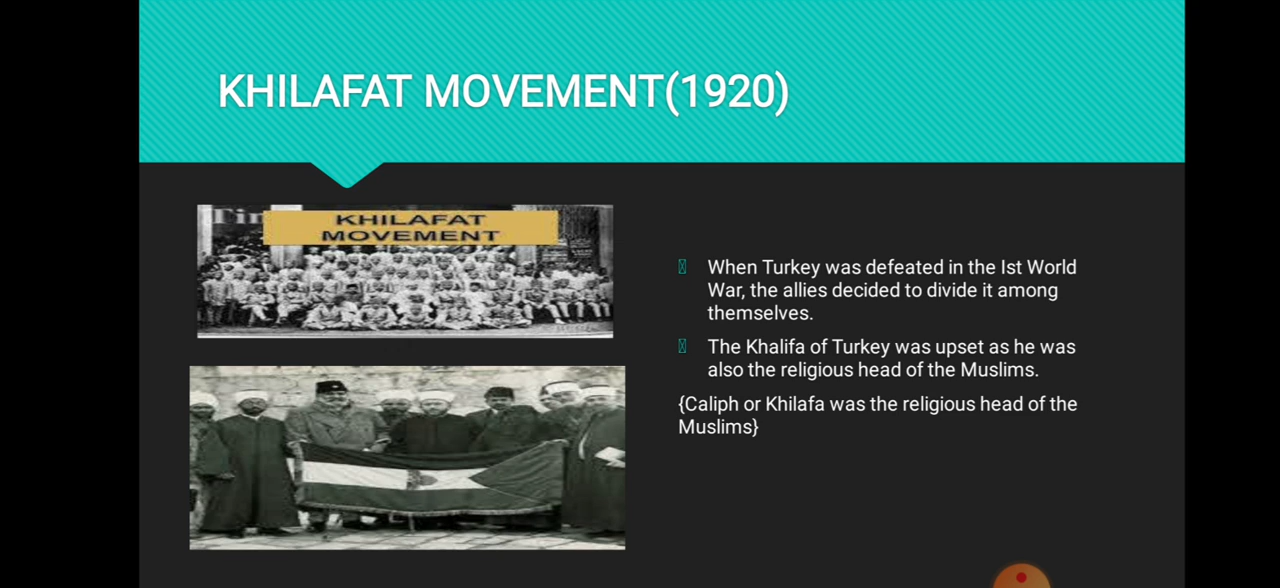 KHILAFAT MOVEMENT(1920)
KHILAFAT
MOVEMENT
When Turkey was defeated in the Ist World
War, the allies decided to divide it among
themselves.
The Khalifa of Turkey was upset as he was
also the religious head of the Muslims.
{Caliph or Khilafa was the religious head of the
Muslims}